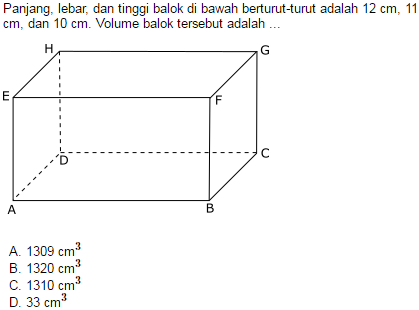 Panjang, lebar, dan tinggi balok di bawah berturut-turut adalah 12 cm, 11
cm, dan 10 cm. Volume balok tersebut adalah ...
H
G
E
F
D
C
A
B
A. 1309 cm³
B. 1320 cm³
C. 1310 cm³
D. 33 cm³